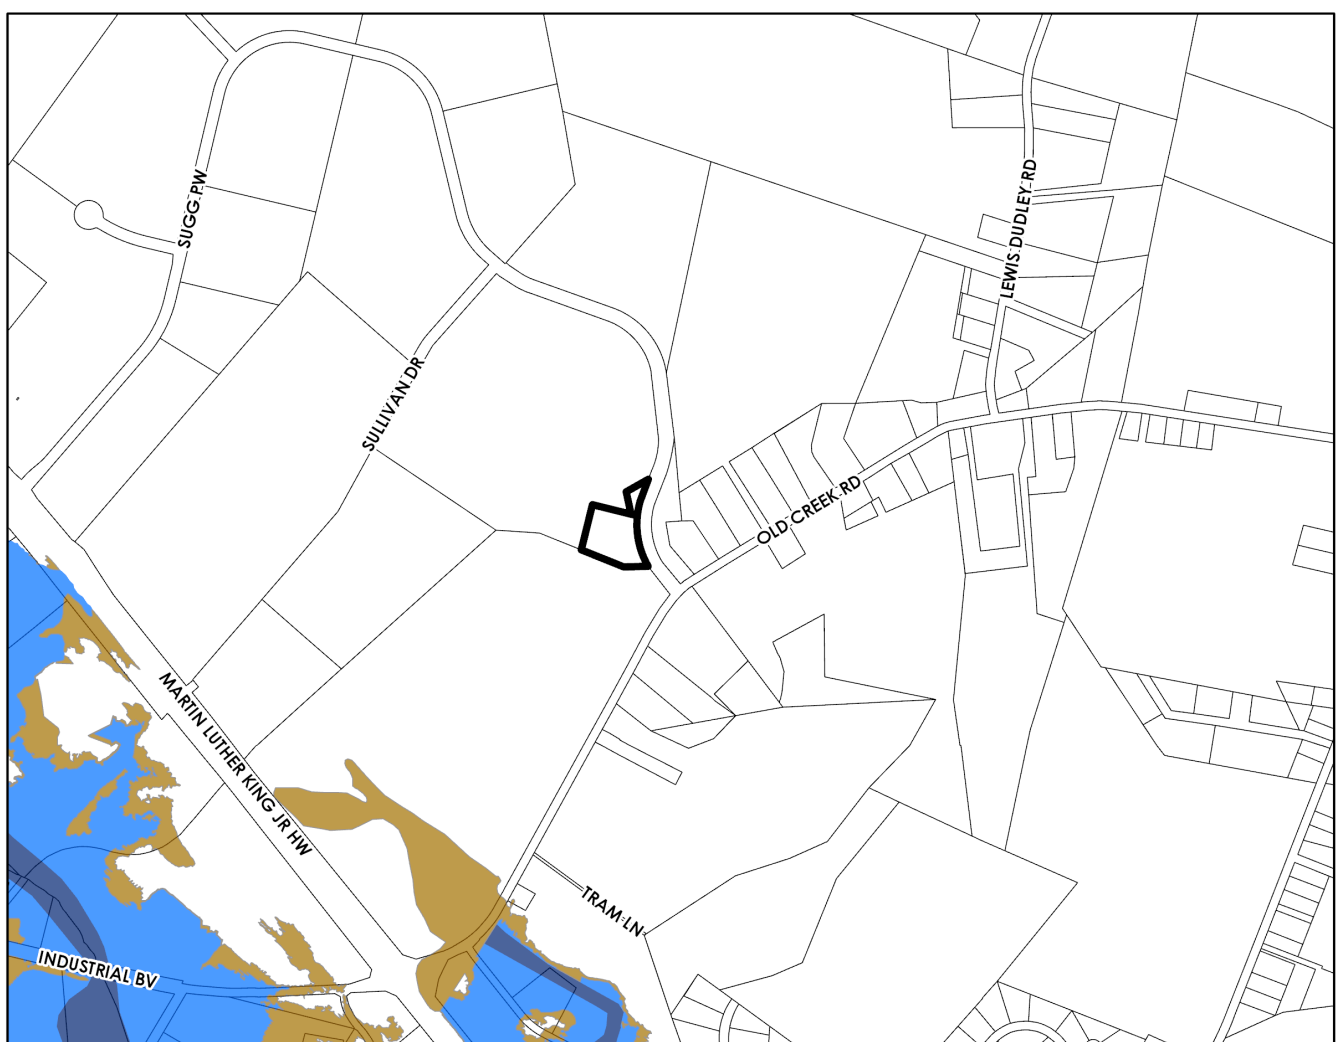 SUGG PW
LEWIS DUDLEY RD
SULLIVAN DR
OLD CREEK RD
MARTIN LUTHER KING JR HW
TRAM LN
INDUSTRIAL BV